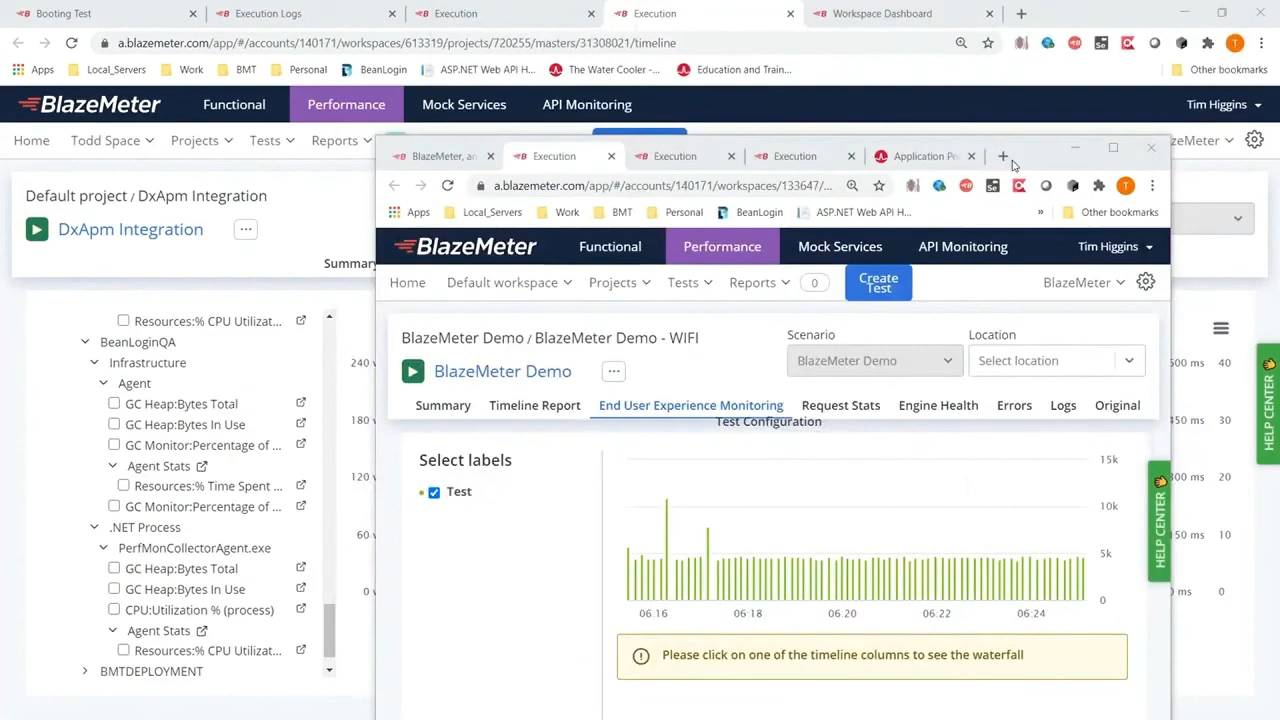 Booting Test
Execution Logs
Execution
Execution
Workspace Dashboard
a.blazemeter.com/app/#/accounts/140171/workspaces/613319/projects/720255/masters/31308021/timeline
T
Apps
Local_Servers
Work
BMT
Personal
BeanLogin
ASP.NET Web API H...
The Water Cooler -...
Education and Train...
Other bookmarks
BlazeMeter
Functional
Performance
Mock Services
API Monitoring
Tim Higgins
Home
Todd Space
Projects
Tests
Reports
zeMeter
Default project / DxApm Integration
DxApm Integration
...
Summary
Resources:% CPU Utilizat...
BeanLoginQA
Infrastructure
Agent
GC Heap:Bytes Total
GC Heap:Bytes In Use
GC Monitor:Percentage of ...
Agent Stats
Resources:% Time Spent ...
GC Monitor:Percentage of ...
.NET Process
PerfMonCollectorAgent.exe
GC Heap:Bytes Total
GC Heap:Bytes In Use
CPU:Utilization % (process)
Agent Stats
Resources:% CPU Utilizat...
BMTDEPLOYMENT
240
180
120
60
0
500 ms 40
450 ms 30
300 ms 20
150 ms 10
0 ms 0
HELP CENTER
BlazeMeter, an
Execution
Execution
Execution
Application Pe
a.blazemeter.com/app/#/accounts/140171/workspaces/133647/...
Se
T
Apps
Local_Servers
Work
BMT
Personal
BeanLogin
ASP.NET Web API H...
»
Other bookmarks
BlazeMeter
Functional
Performance
Mock Services
API Monitoring
Tim Higgins
Home
Default workspace
Projects
Tests
Reports
0
Create
Test
BlazeMeter
BlazeMeter Demo / BlazeMeter Demo - WIFI
BlazeMeter Demo
...
Scenario
BlazeMeter Demo
Location
Select location
Summary
Timeline Report
End User Experience Monitoring
Request Stats
Engine Health
Errors
Logs
Original
Test Configuration
Select labels
Test
15k
10k
5k
0
06:16
06:18
06:20
06:22
06:24
Please click on one of the timeline columns to see the waterfall
HELP CENTER